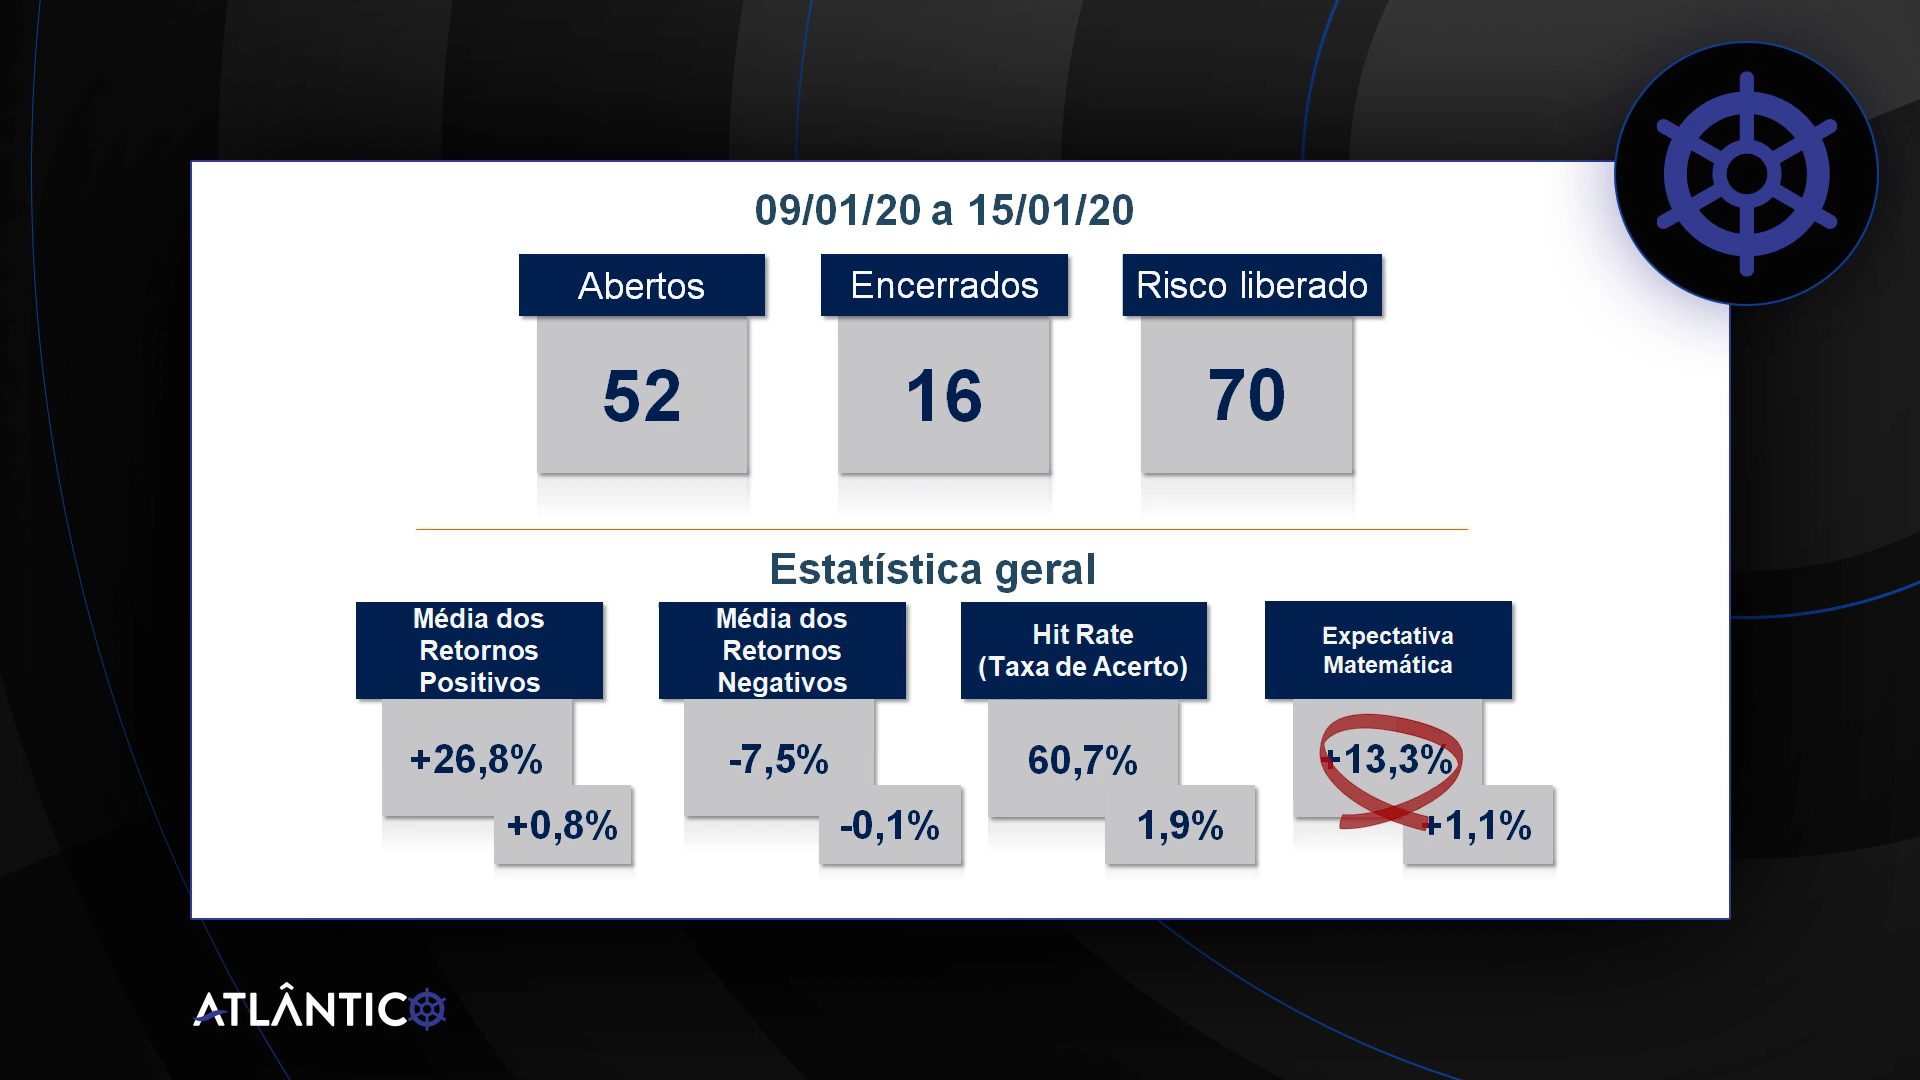 09/01/20 a 15/01/20
Abertos
Encerrados
Risco liberado
52
16
70
Estatística geral
Média dos
Retornos
Positivos
Média dos
Retornos
Negativos
Hit Rate
(Taxa de Acerto)
Expectativa
Matemática
+26,8%
-7,5%
60,7%
+13,3%
+0,8%
-0,1%
1,9%
+1,1%
ATLÂNTICO